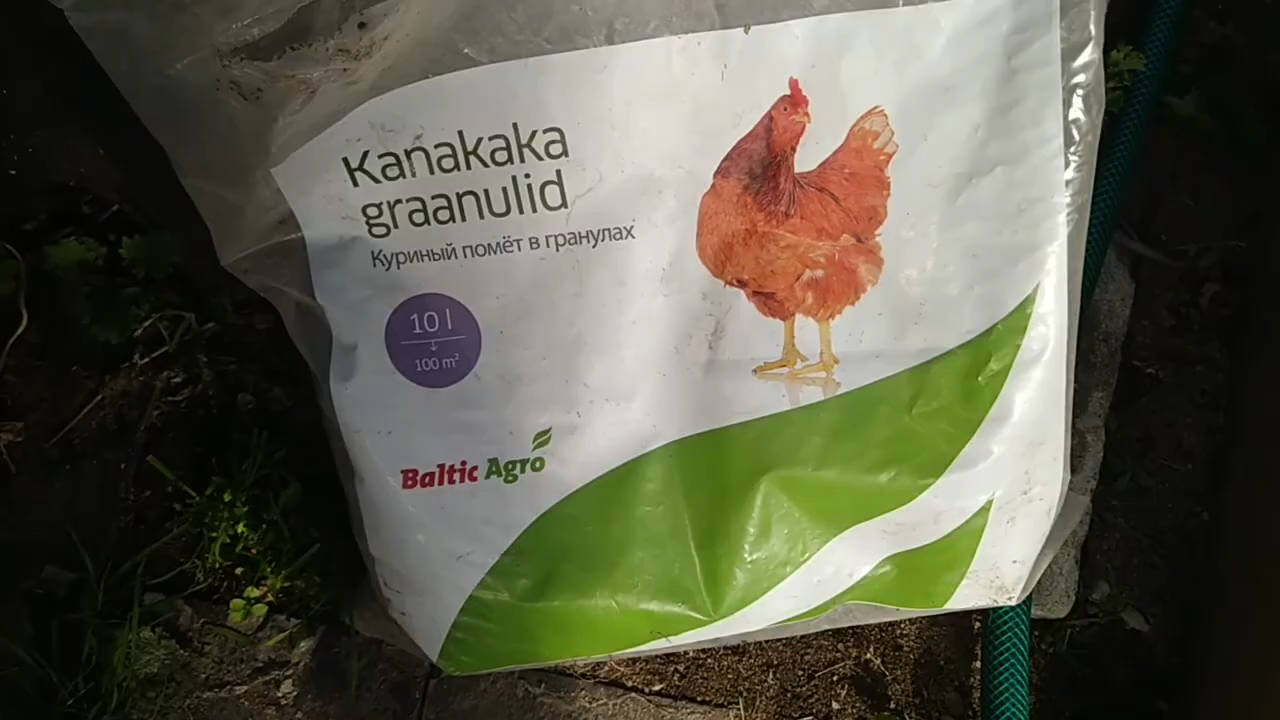 Kanakaka
graanulid
Куриный помёт в гранулах
10 l
↓
100 m²
Baltic Agro